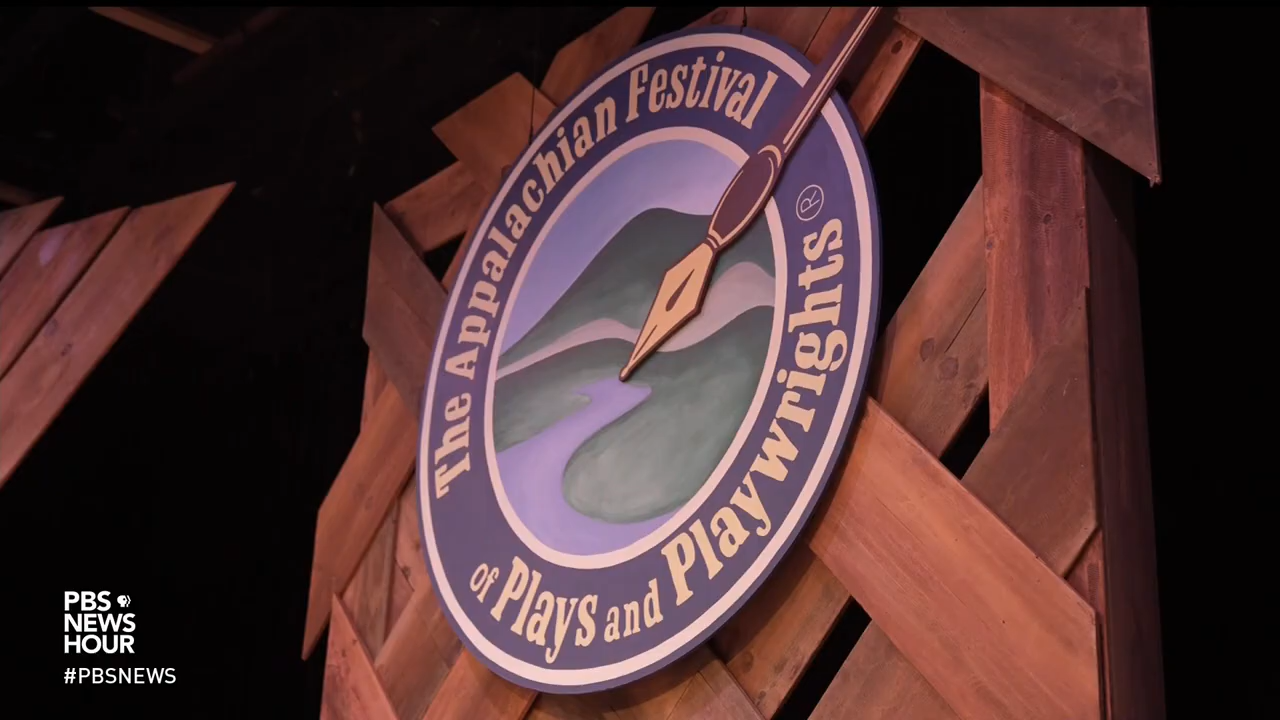 The Appalachian Festival
of Plays and Playwrights ®
PBS
NEWS
HOUR
#PBSNEWS